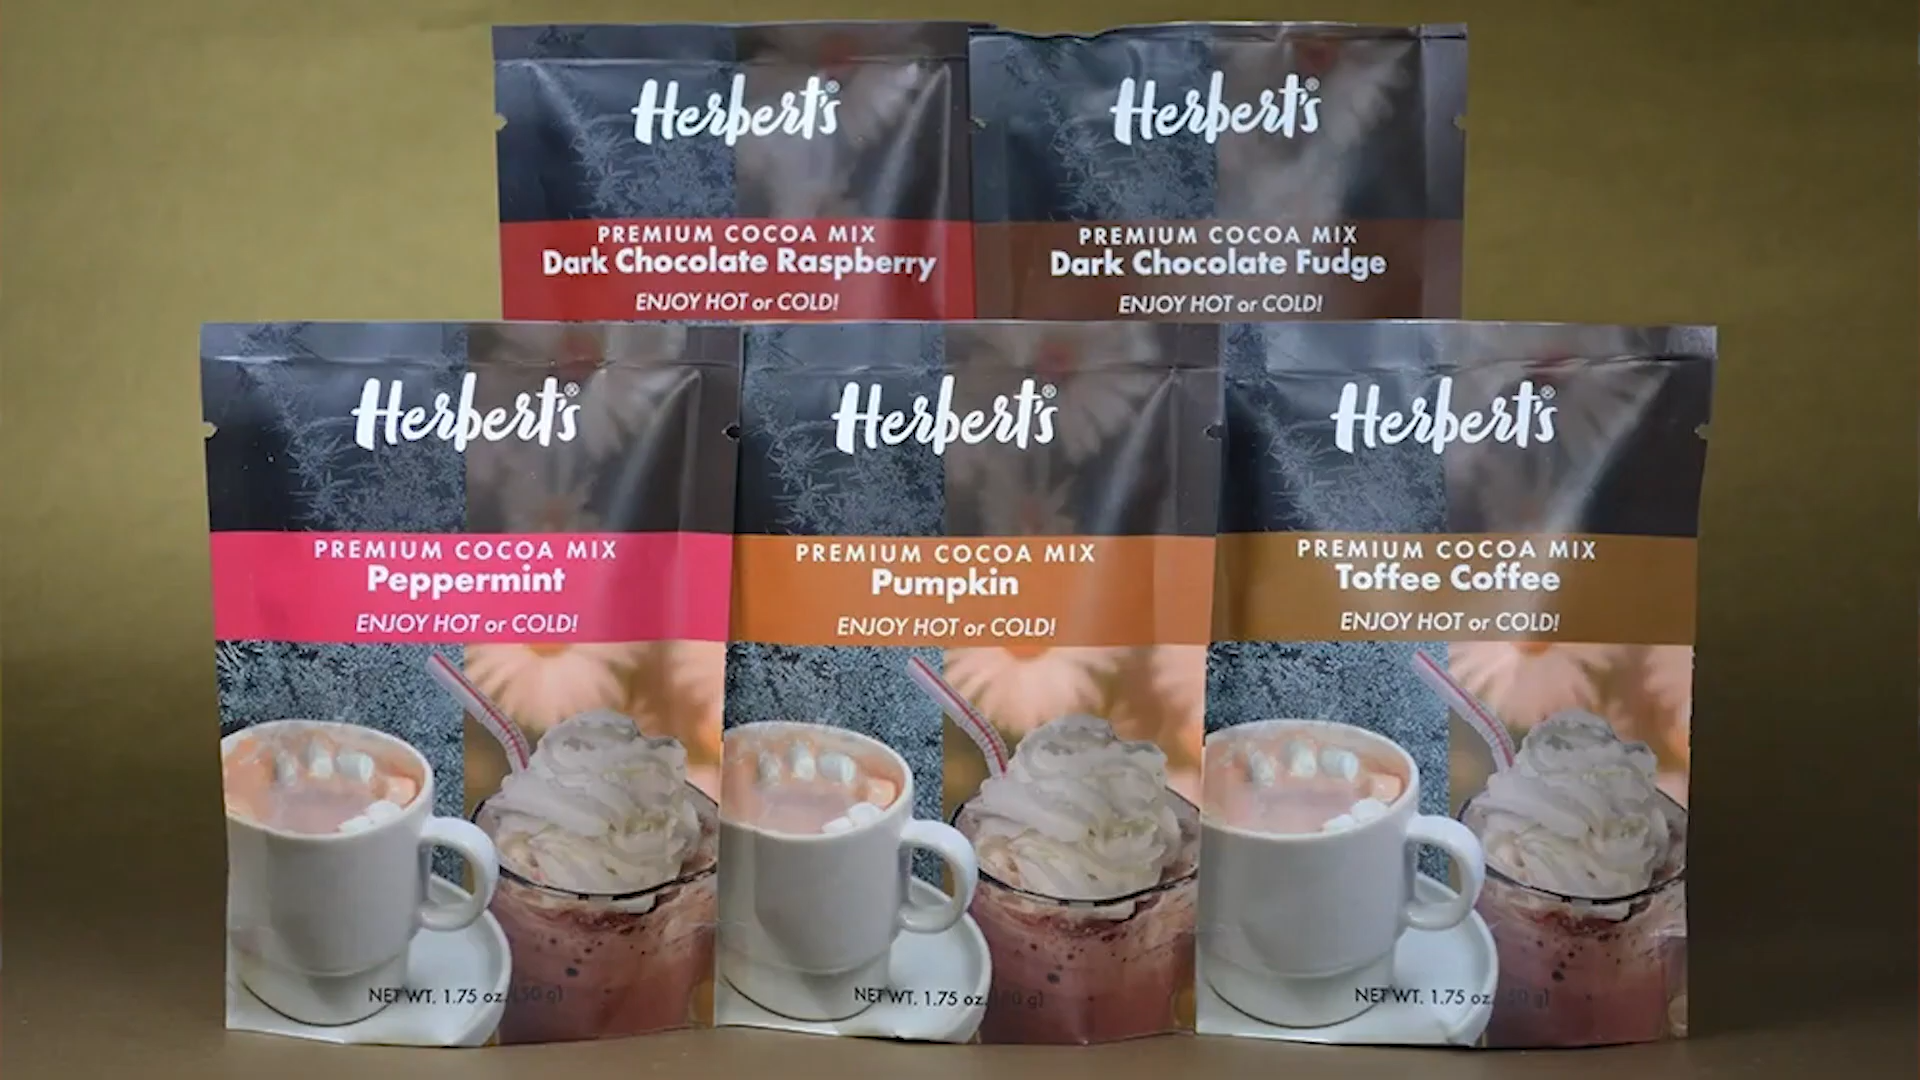 Herbert's®
PREMIUM COCOA MIX
Dark Chocolate Raspberry
ENJOY HOT or COLD!
Herbert's®
PREMIUM COCOA MIX
Dark Chocolate Fudge
ENJOY HOT or COLD!
Herbert's®
PREMIUM COCOA MIX
Peppermint
ENJOY HOT or COLD!
NET WT. 1.75 oz. (50 g)
Herbert's®
PREMIUM COCOA MIX
Pumpkin
ENJOY HOT or COLD!
NET WT. 1.75 oz. (50 g)
Herbert's®
PREMIUM COCOA MIX
Toffee Coffee
ENJOY HOT or COLD!
NET WT. 1.75 oz. (50 g)